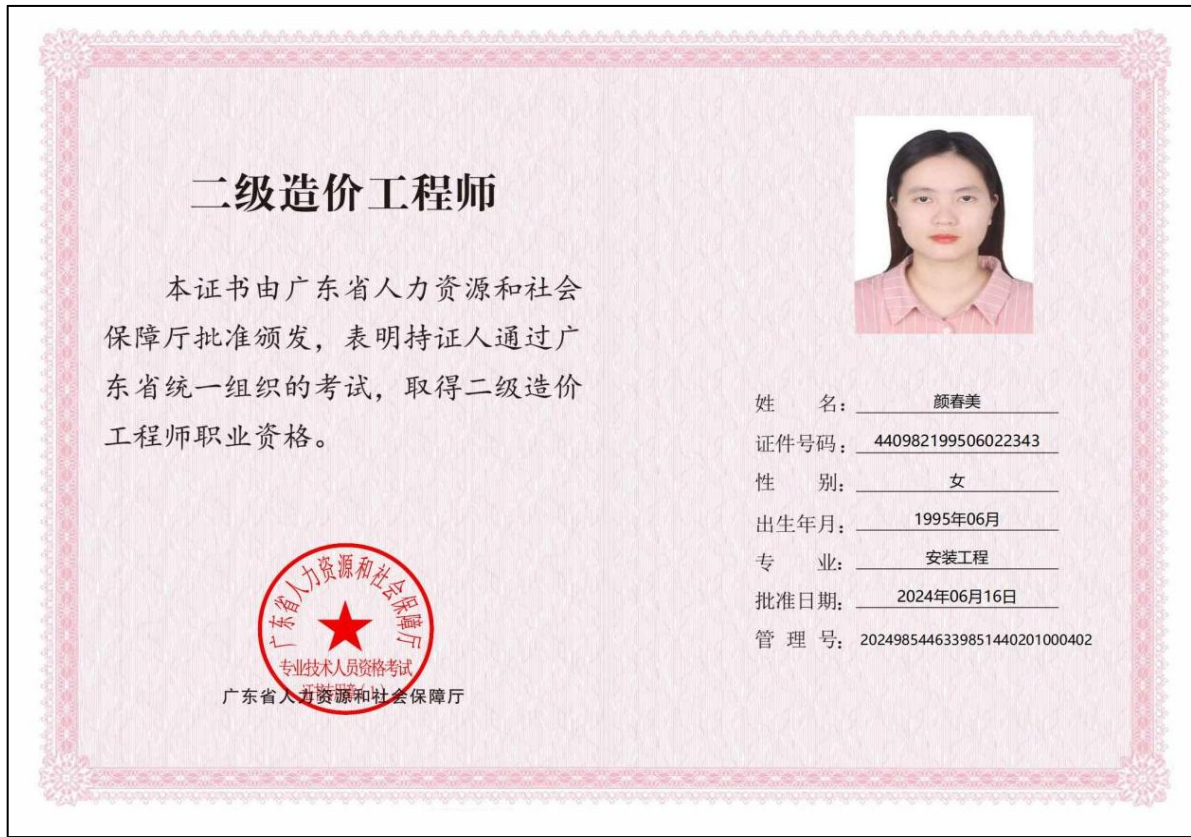 二级造价工程师
本证书由广东省人力资源和社会
保障厅批准颁发，表明持证人通过广
东省统一组织的考试，取得二级造价
工程师职业资格。
广东省人力资源和社会保障厅
专业技术人员资格考试
广东省人力资源和社会保障厅
姓 名：颜春美
证件号码：440982199506022343
性 别：女
出生年月：1995年06月
专 业：安装工程
批准日期：2024年06月16日
管 理 号：2024985446339851440201000402